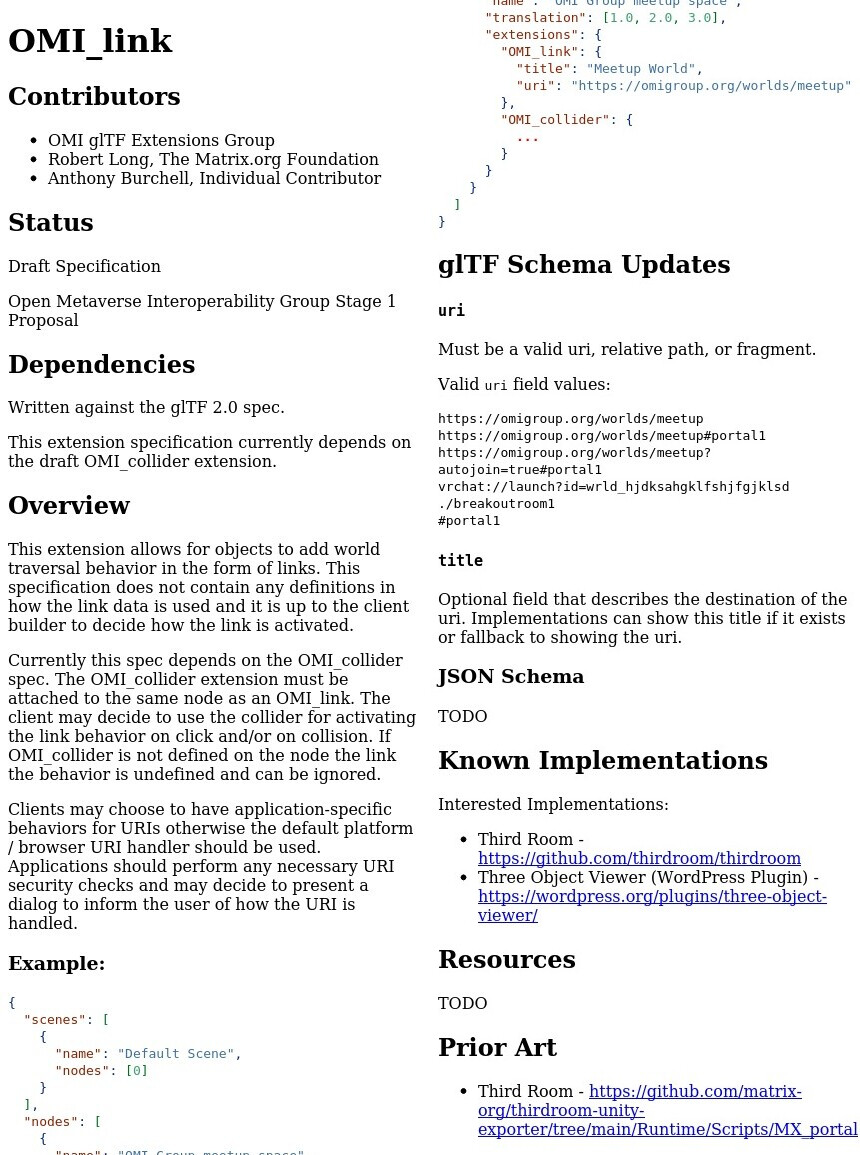 OMI_link
Contributors
• OMI glTF Extensions Group
• Robert Long, The Matrix.org Foundation
• Anthony Burchell, Individual Contributor
Status
Draft Specification
Open Metaverse Interoperability Group Stage 1
Proposal
Dependencies
Written against the glTF 2.0 spec.
This extension specification currently depends on
the draft OMI_collider extension.
Overview
This extension allows for objects to add world
traversal behavior in the form of links. This
specification does not contain any definitions in
how the link data is used and it is up to the client
builder to decide how the link is activated.
Currently this spec depends on the OMI_collider
spec. The OMI_collider extension must be
attached to the same node as an OMI_link. The
client may decide to use the collider for activating
the link behavior on click and/or on collision. If
OMI_collider is not defined on the node the link
the behavior is undefined and can be ignored.
Clients may choose to have application-specific
behaviors for URIs otherwise the default platform
/ browser URI handler should be used.
Applications should perform any necessary URI
security checks and may decide to present a
dialog to inform the user of how the URI is
handled.
Example:
{
  "scenes": [
    {
      "name": "Default Scene",
      "nodes": [0]
    }
  ],
  "nodes": [
    {
      "name": "OMI Group meetup space",
      "name": "OMI Group meetup space",
      "translation": [1.0, 2.0, 3.0],
      "extensions": {
        "OMI_link": {
          "title": "Meetup World",
          "uri": "https://omigroup.org/worlds/meetup"
        },
        "OMI_collider": {
          ...
        }
      }
    }
  ]
}
glTF Schema Updates
uri
Must be a valid uri, relative path, or fragment.
Valid uri field values:
https://omigroup.org/worlds/meetup
https://omigroup.org/worlds/meetup#portal1
https://omigroup.org/worlds/meetup?
autojoin=true#portal1
vrchat://launch?id=wrld_hjdksahgklfshjfgjklsd
./breakoutroom1
#portal1
title
Optional field that describes the destination of the
uri. Implementations can show this title if it exists
or fallback to showing the uri.
JSON Schema
TODO
Known Implementations
Interested Implementations:
• Third Room -
https://github.com/thirdroom/thirdroom
• Three Object Viewer (WordPress Plugin) -
https://wordpress.org/plugins/three-object-
viewer/
Resources
TODO
Prior Art
• Third Room - https://github.com/matrix-
org/thirdroom-unity-
exporter/tree/main/Runtime/Scripts/MX_portal